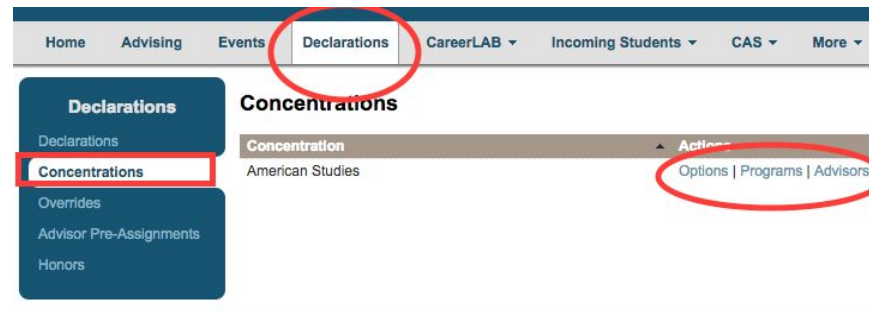 Home Advising Events Declarations CareerLAB Incoming Students CAS More
Declarations
Declarations
Concentrations
Overrides
Advisor Pre-Assignments
Honors
Concentrations
Concentration Actions
American Studies Options | Programs | Advisors